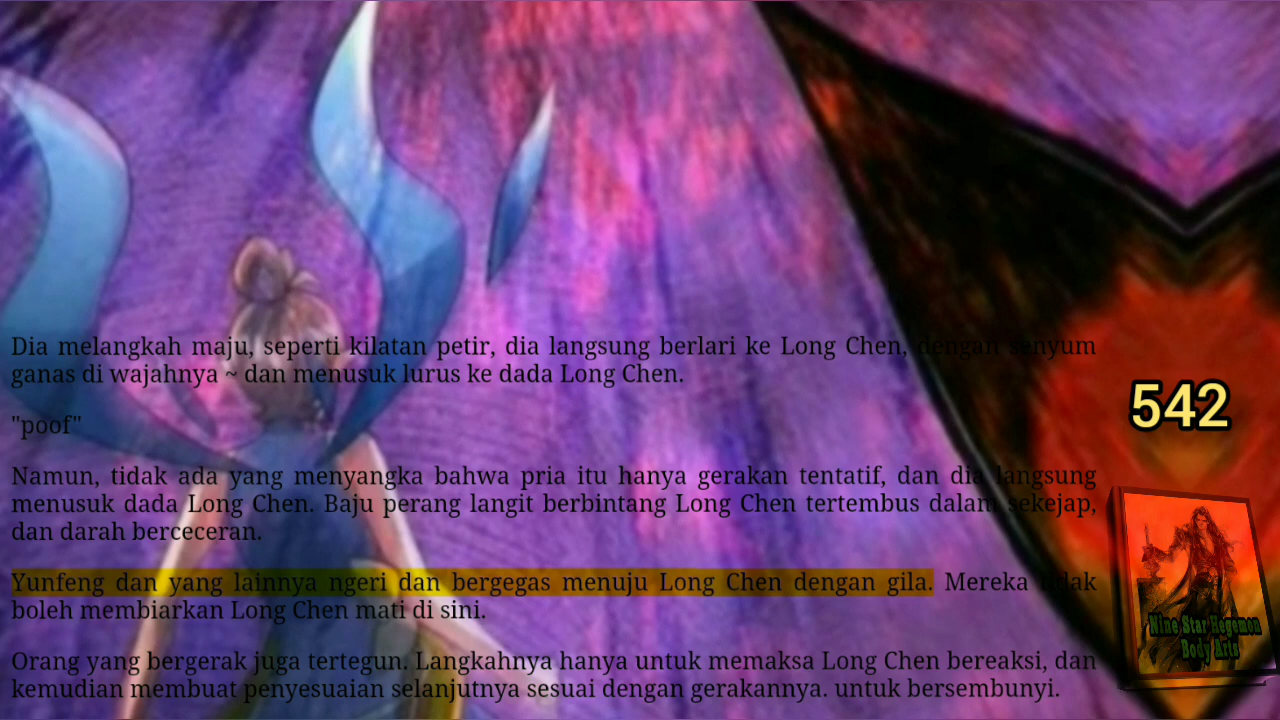 Dia melangkah maju, seperti kilatan petir, dia langsung berlari ke Long Chen, dengan senyum
ganas di wajahnya ~ dan menusuk lurus ke dada Long Chen.
"poof"
Namun, tidak ada yang menyangka bahwa pria itu hanya gerakan tentatif, dan dia langsung
menusuk dada Long Chen. Baju perang langit berbintang Long Chen tertembus dalam sekejap,
dan darah berceceran.
Yunfeng dan yang lainnya ngeri dan bergegas menuju Long Chen dengan gila. Mereka tidak
boleh membiarkan Long Chen mati di sini.
Orang yang bergerak juga tertegun. Langkahnya hanya untuk memaksa Long Chen bereaksi, dan
kemudian membuat penyesuaian selanjutnya sesuai dengan gerakannya. untuk bersembunyi.
542
Nine Star Hegemon
Body Arts